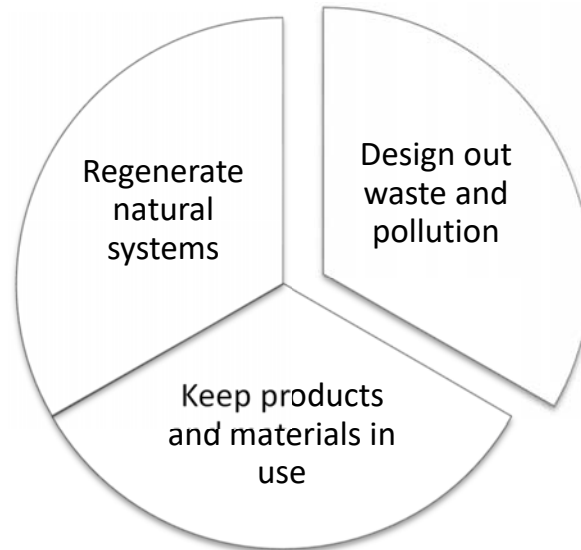 Regenerate
natural
systems
Design out
waste and
pollution
Keep products
and materials in
use